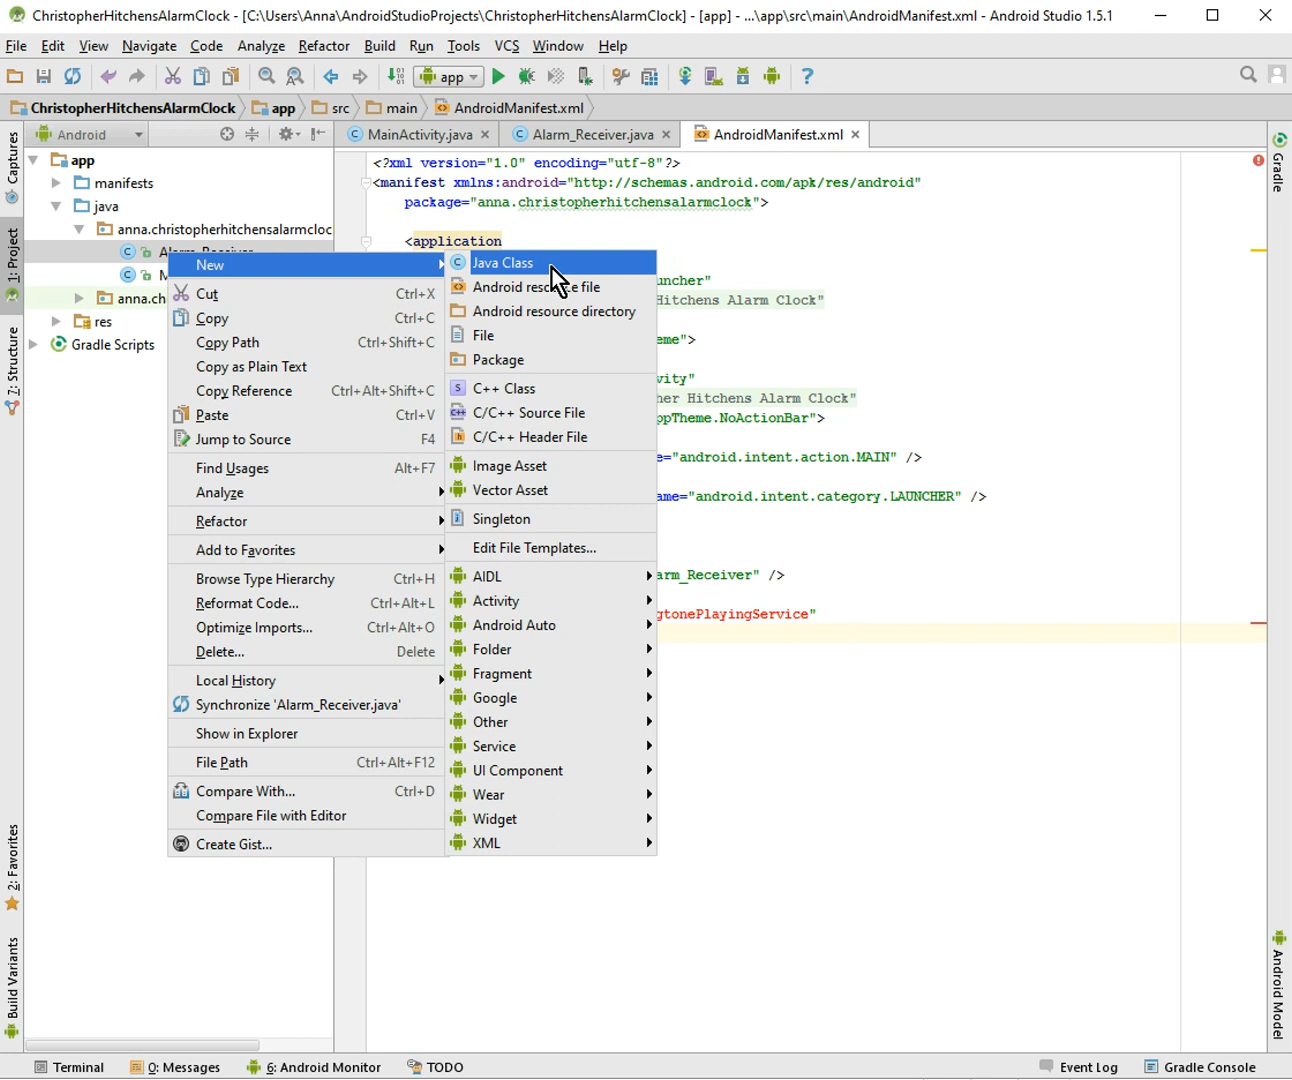 ChristopherHitchensAlarmClock - [C:\Users\Anna\AndroidStudioProjects\ChristopherHitchensAlarmClock] - [app] - ...\app\src\main\AndroidManifest.xml - Android Studio 1.5.1
File Edit View Navigate Code Analyze Refactor Build Run Tools VCS Window Help
app
ChristopherHitchensAlarmClock app src main AndroidManifest.xml
Android
MainActivity.java Alarm_Receiver.java AndroidManifest.xml
Captures
1: Project
7: Structure
2: Favorites
Build Variants
app
manifests
java
anna.christopherhitchensalarmcloc
anna.ch
res
Gradle Scripts
<?xml version="1.0" encoding="utf-8"?>
<manifest xmlns:android="http://schemas.android.com/apk/res/android"
package="anna.christopherhitchensalarmclock">
<application
uncher"
Hitchens Alarm Clock"
eme">
vity"
her Hitchens Alarm Clock"
ppTheme.NoActionBar">
e="android.intent.action.MAIN" />
ame="android.intent.category.LAUNCHER" />
arm_Receiver" />
gtonePlayingService"
New
Cut Ctrl+X
Copy Ctrl+C
Copy Path Ctrl+Shift+C
Copy as Plain Text
Copy Reference Ctrl+Alt+Shift+C
Paste Ctrl+V
Jump to Source F4
Find Usages Alt+F7
Analyze
Refactor
Add to Favorites
Browse Type Hierarchy Ctrl+H
Reformat Code... Ctrl+Alt+L
Optimize Imports... Ctrl+Alt+O
Delete... Delete
Local History
Synchronize 'Alarm_Receiver.java'
Show in Explorer
File Path Ctrl+Alt+F12
Compare With... Ctrl+D
Compare File with Editor
Create Gist...
Java Class
Android file
Android resource directory
File
Package
C++ Class
C/C++ Source File
C/C++ Header File
Image Asset
Vector Asset
Singleton
Edit File Templates...
AIDL
Activity
Android Auto
Folder
Fragment
Google
Other
Service
UI Component
Wear
Widget
XML
Gradle
Android Model
Terminal 0: Messages 6: Android Monitor TODO Event Log Gradle Console